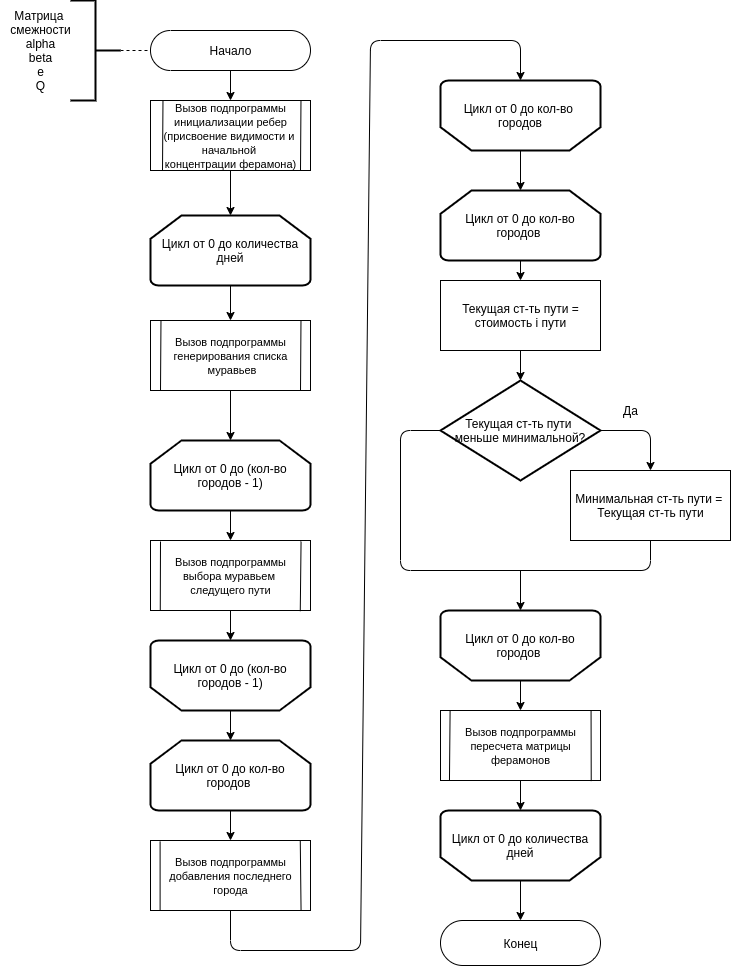 Матрица
смежности
alpha
beta
e
Q
Начало
Вызов подпрограммы
инициализации ребер
(присвоение видимости и
начальной
концентрации ферамона)
Цикл от 0 до количества
дней
Вызов подпрограммы
генерирования списка
муравьев
Цикл от 0 до (кол-во
городов - 1)
Вызов подпрограммы
выбора муравьем
следущего пути
Цикл от 0 до (кол-во
городов - 1)
Цикл от 0 до кол-во
городов
Вызов подпрограммы
добавления последнего
города
Цикл от 0 до кол-во
городов
Цикл от 0 до кол-во
городов
Текущая ст-ть пути =
стоимость i пути
Текущая ст-ть пути
меньше минимальной?
Да
Минимальная ст-ть пути =
Текущая ст-ть пути
Цикл от 0 до кол-во
городов
Вызов подпрограммы
пересчета матрицы
ферамонов
Цикл от 0 до количества
дней
Конец